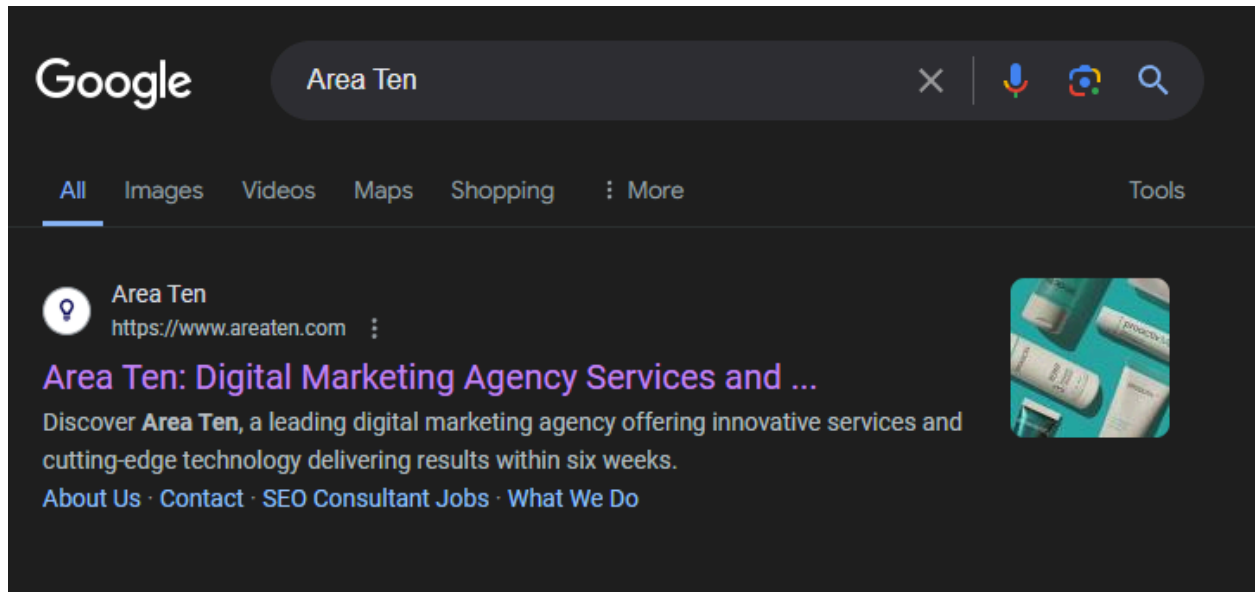 Google
Area Ten
All Images Videos Maps Shopping More Tools
Area Ten
https://www.areaten.com
Area Ten: Digital Marketing Agency Services and ...
Discover Area Ten, a leading digital marketing agency offering innovative services and
cutting-edge technology delivering results within six weeks.
About Us · Contact · SEO Consultant Jobs · What We Do
proactiv